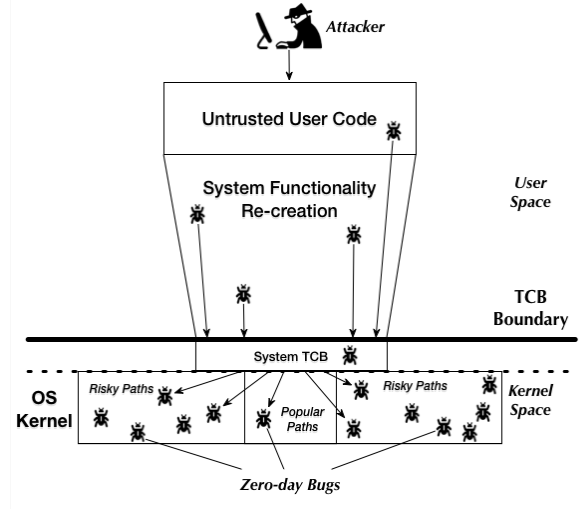 Attacker
Untrusted User Code
System Functionality
Re-creation
User
Space
TCB
Boundary
System TCB
OS
Kernel
Risky Paths
Popular
Paths
Risky Paths
Kernel
Space
Zero-day Bugs